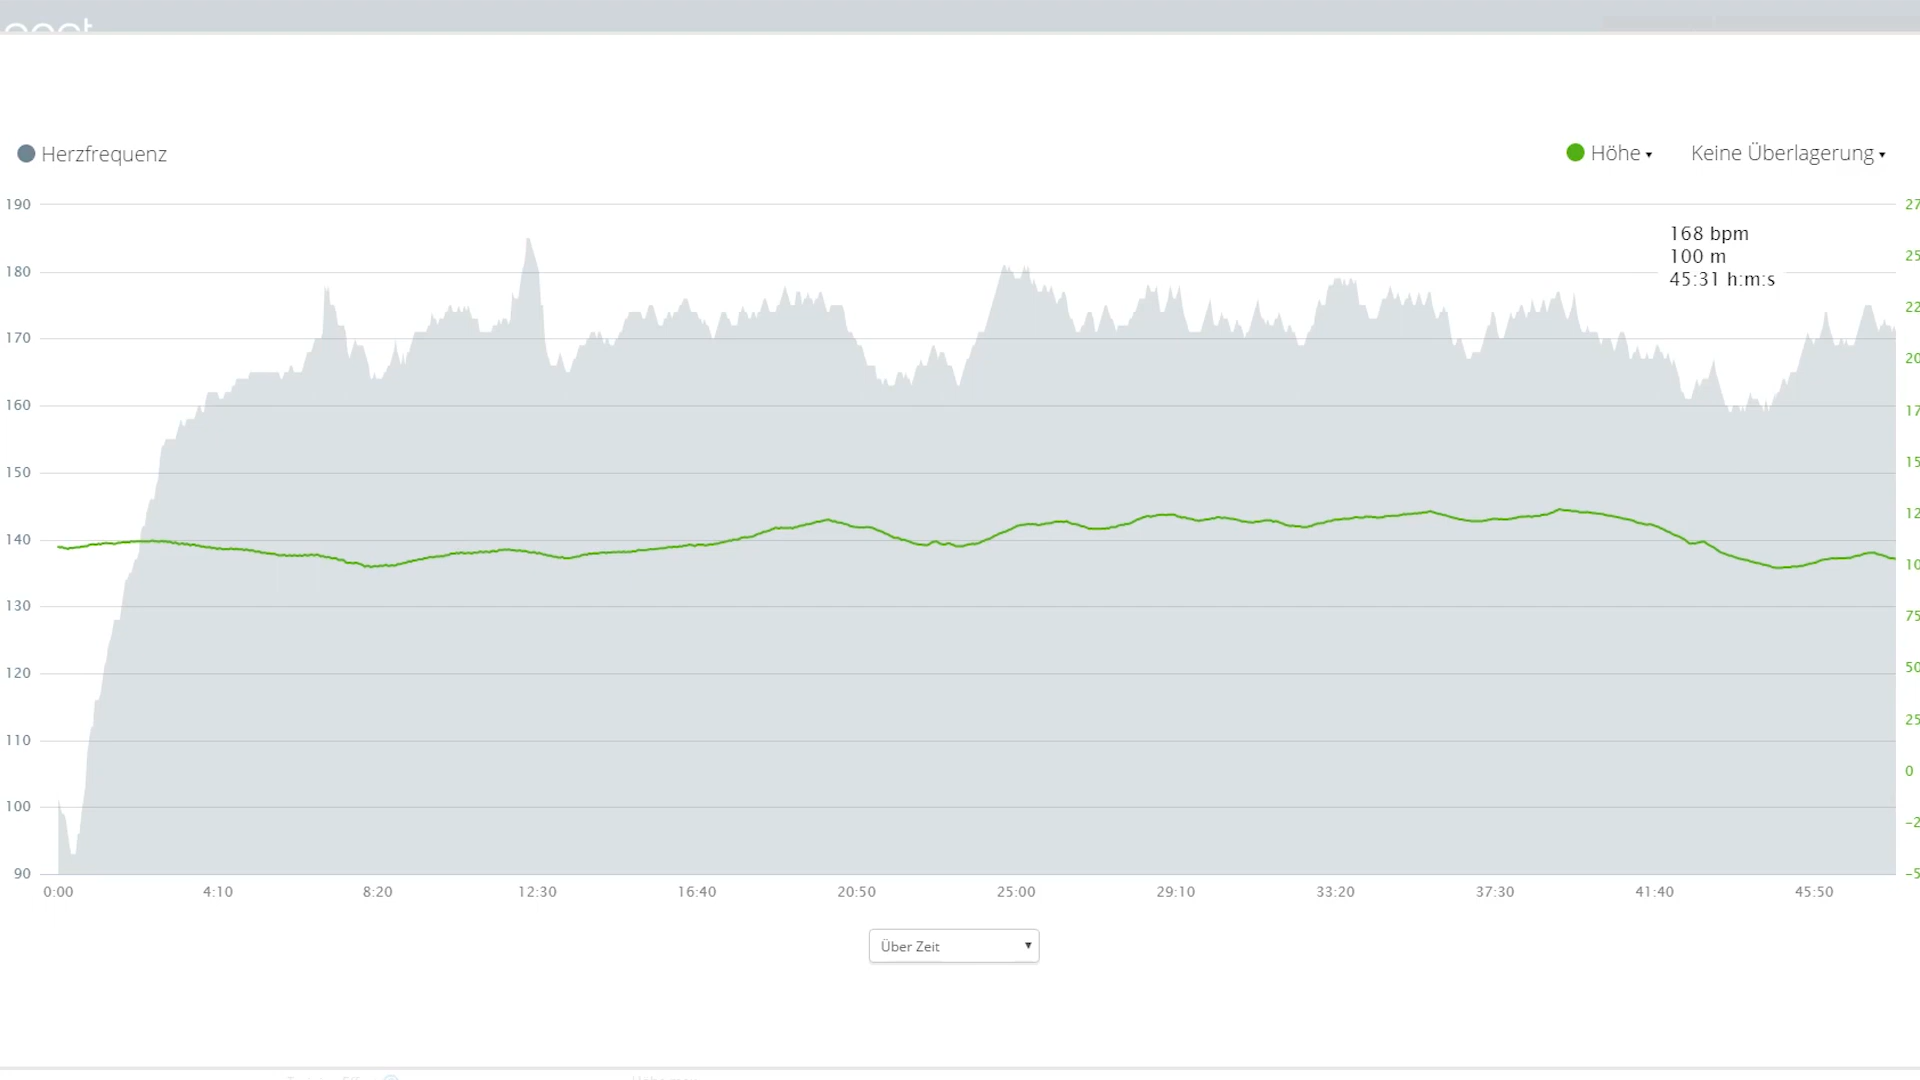 Herzfrequenz
Höhe
Keine Überlagerung
190
180
170
160
150
140
130
120
110
100
90
168 bpm
100 m
45:31 h:m:s
0
0:00 4:10 8:20 12:30 16:40 20:50 25:00 29:10 33:20 37:30 41:40 45:50
Über Zeit